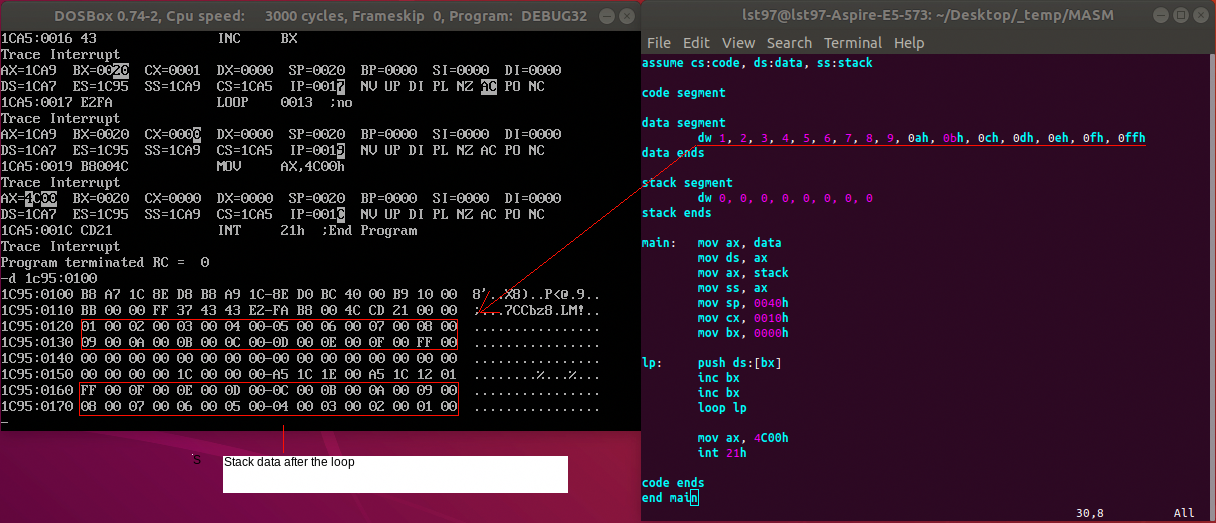 DOSBox 0.74-2, Cpu speed:    3000 cycles, Frameskip  0, Program:  DEBUG32
1CA5:0016 43                INC     BX
Trace Interrupt
AX=1CA9  BX=0020  CX=0001  DX=0000  SP=0020  BP=0000  SI=0000  DI=0000
DS=1CA7  ES=1C95  SS=1CA9  CS=1CA5  IP=0017  NV UP DI PL NZ AC PO NC
1CA5:0017 E2FA              LOOP    0013  ;no
Trace Interrupt
AX=1CA9  BX=0020  CX=0000  DX=0000  SP=0020  BP=0000  SI=0000  DI=0000
DS=1CA7  ES=1C95  SS=1CA9  CS=1CA5  IP=0019  NV UP DI PL NZ AC PO NC
1CA5:0019 B8004C            MOV     AX,4C00h
Trace Interrupt
AX=4C00  BX=0020  CX=0000  DX=0000  SP=0020  BP=0000  SI=0000  DI=0000
DS=1CA7  ES=1C95  SS=1CA9  CS=1CA5  IP=001C  NV UP DI PL NZ AC PO NC
1CA5:001C CD21              INT     21h  ;End Program
Trace Interrupt
Program terminated RC =  0
-d 1c95:0100
1C95:0100 B8 A7 1C 8E D8 B8 A9 1C-8E D0 BC 40 00 B9 10 00  8'..X8)..P<@.9..
1C95:0110 BB 00 00 FF 37 43 43 E2-FA B8 00 4C CD 21 00 00  ;...7CCbz8.LM!..
1C95:0120 01 00 02 00 03 00 04 00-05 00 06 00 07 00 08 00  ................
1C95:0130 09 00 0A 00 0B 00 0C 00-0D 00 0E 00 0F 00 FF 00  ................
1C95:0140 00 00 00 00 00 00 00 00-00 00 00 00 00 00 00 00  ................
1C95:0150 00 00 00 00 00 1C 00 00-A5 1C 1E 00 A5 1C 12 01  ........%...%...
1C95:0160 FF 00 0F 00 0E 00 0D 00-0C 00 0B 00 0A 00 09 00  ................
1C95:0170 08 00 07 00 06 00 05 00-04 00 03 00 02 00 01 00  ................
-
S
Stack data after the loop
lst97@lst97-Aspire-E5-573: ~/Desktop/_temp/MASM
File  Edit  View  Search  Terminal  Help
assume cs:code, ds:data, ss:stack
code segment
data segment
        dw 1, 2, 3, 4, 5, 6, 7, 8, 9, 0ah, 0bh, 0ch, 0dh, 0eh, 0fh, 0ffh
data ends
stack segment
        dw 0, 0, 0, 0, 0, 0, 0, 0
stack ends
main:   mov ax, data
        mov ds, ax
        mov ax, stack
        mov ss, ax
        mov sp, 0040h
        mov cx, 0010h
        mov bx, 0000h
lp:     push ds:[bx]
        inc bx
        inc bx
        loop lp
        mov ax, 4C00h
        int 21h
code ends
end main
30,8          All